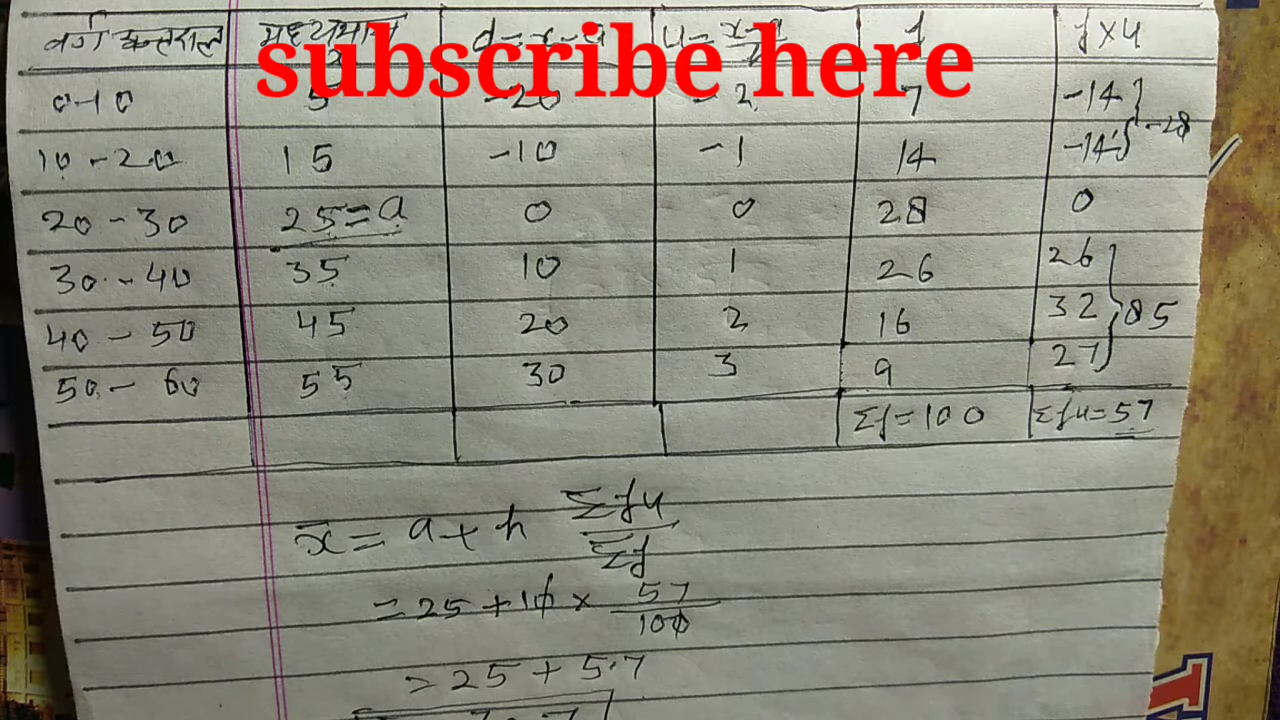 subscribe here
वर्ग अन्तराल मध्यमान x d=x-a u=x-a/h f f×u
0-10 5 -20 -2 7 -14
10-20 15 -10 -1 14 -14 -28
20-30 25=a 0 0 28 0
30-40 35 10 1 26 26
40-50 45 20 2 16 32 85
50-60 55 30 3 9 27
Σf=100 Σfu=57
x̄ = a+h Σfu/Σf
=25+10× 57/100
=25+5.7